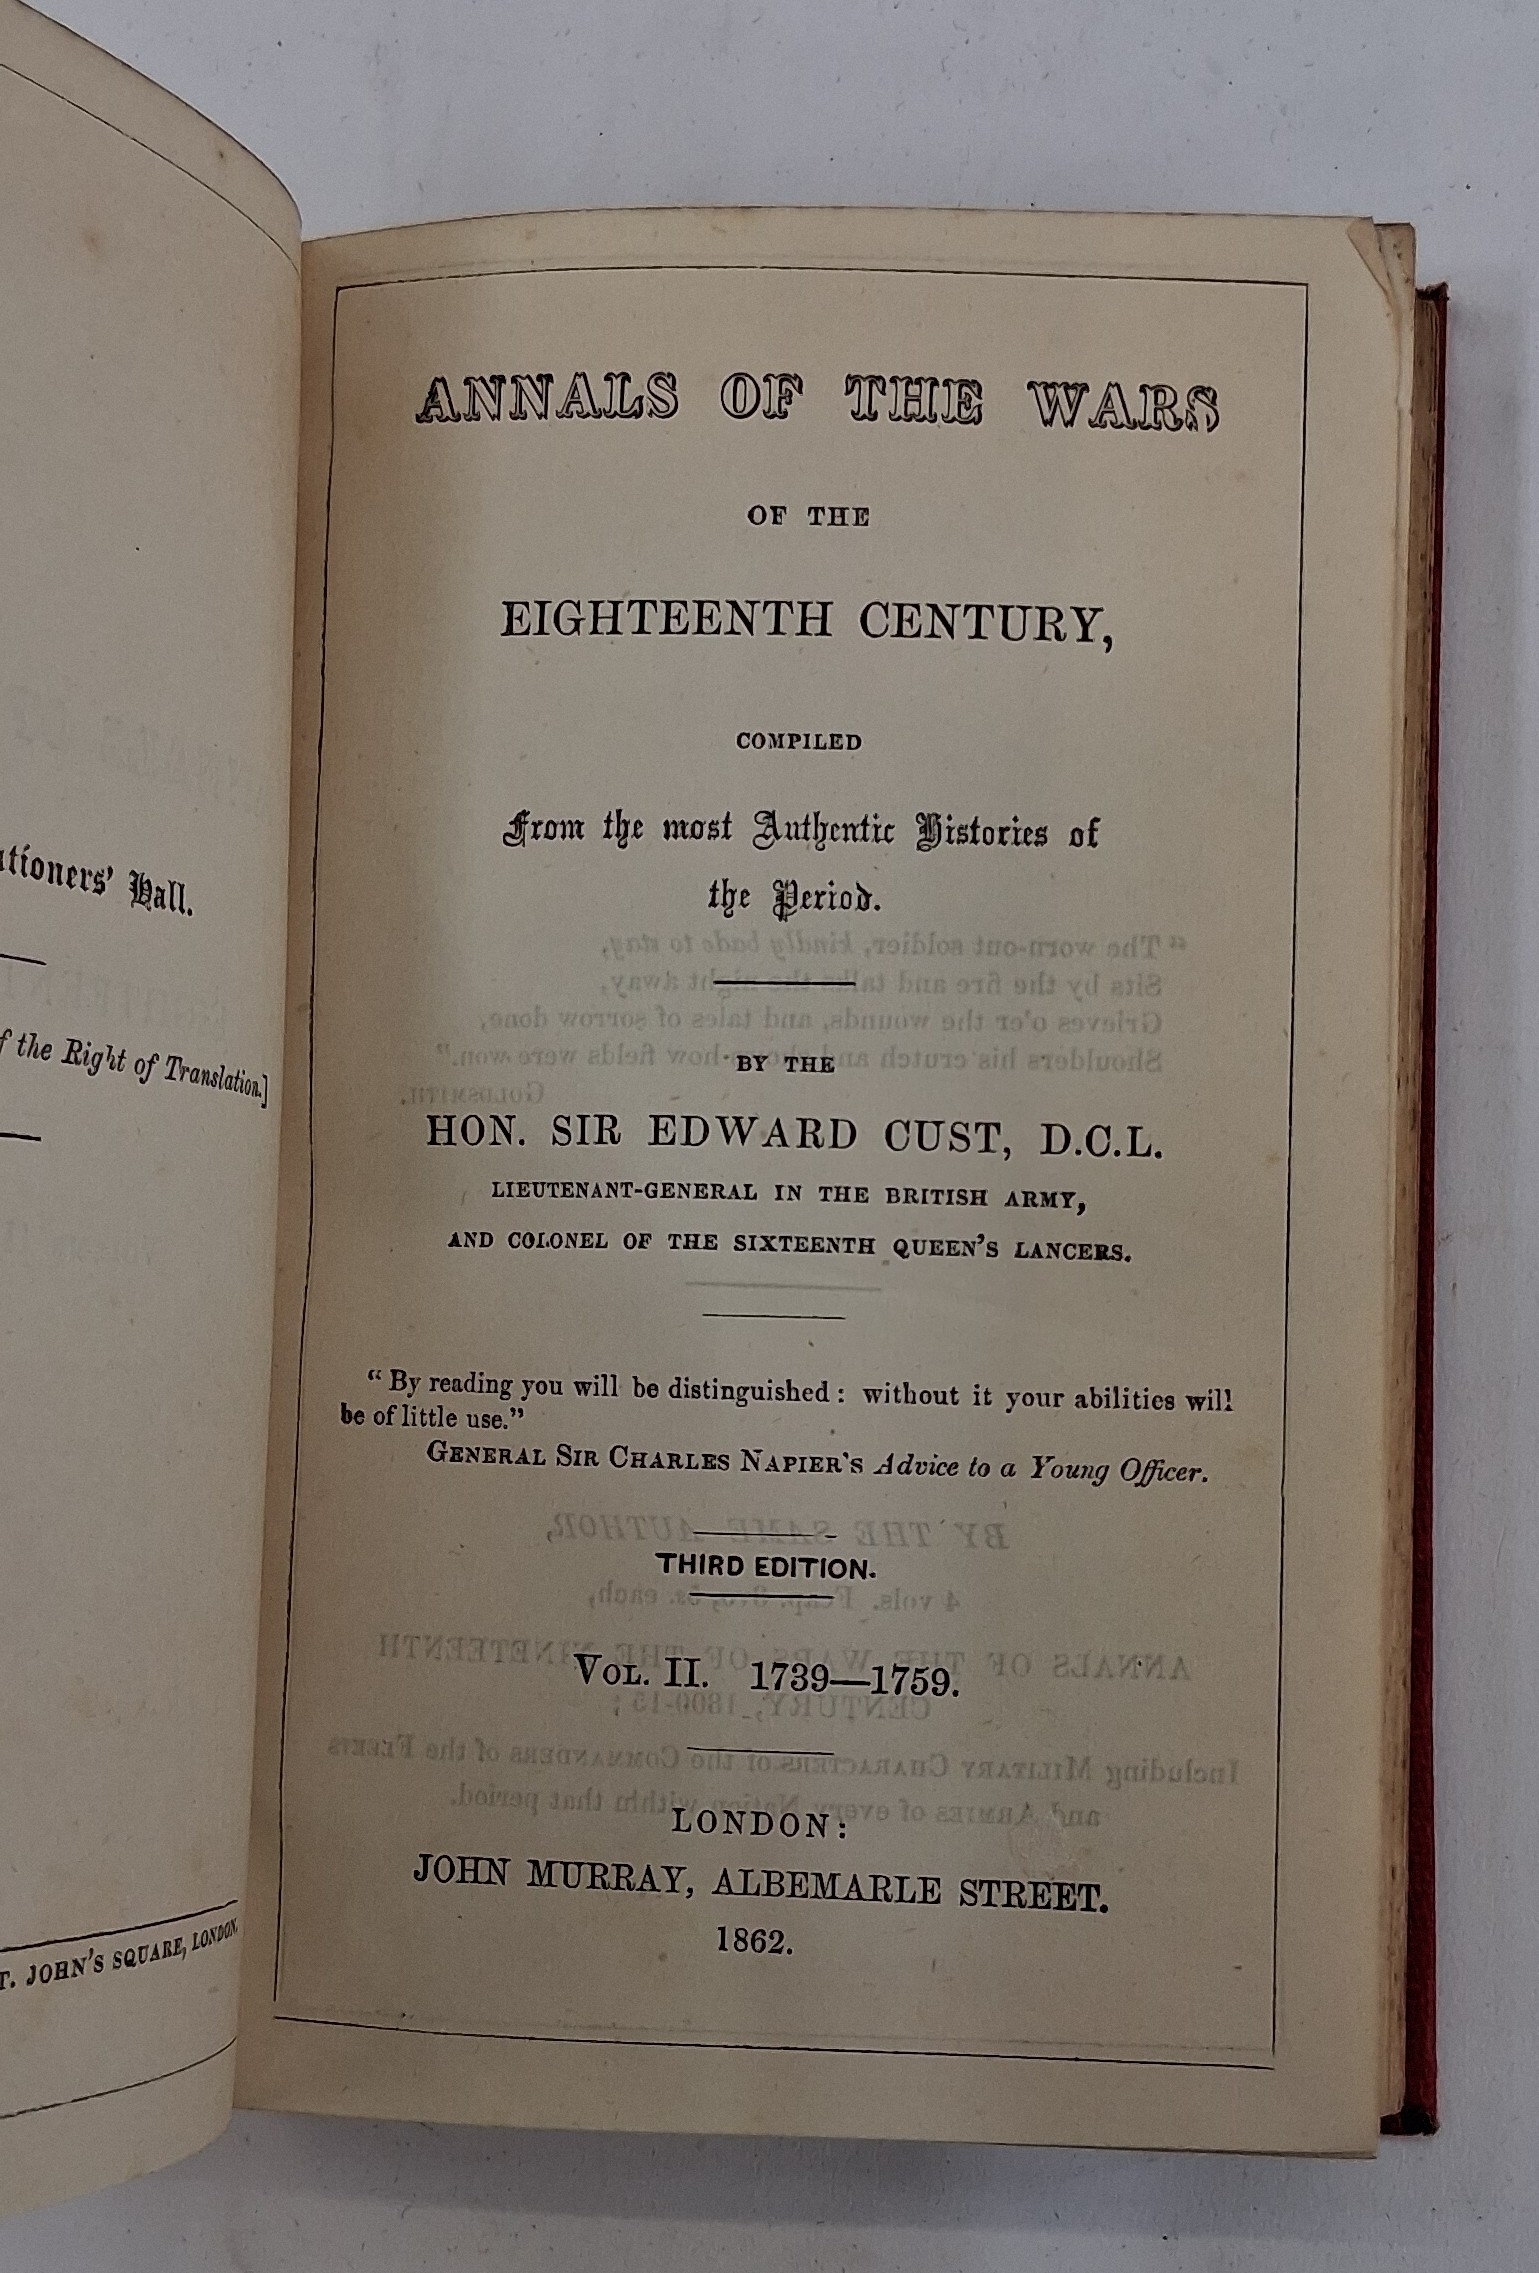 ationers' Hall.
f the Right of Translation.]
T. JOHN'S SQUARE, LONDON.
ANNALS OF THE WARS
OF THE
EIGHTEENTH CENTURY,
COMPILED
From the most Authentic Histories of
the Period.
BY THE
HON. SIR EDWARD CUST, D.C.L.
LIEUTENANT-GENERAL IN THE BRITISH ARMY,
AND COLONEL OF THE SIXTEENTH QUEEN'S LANCERS.
"By reading you will be distinguished: without it your abilities will
be of little use."
GENERAL SIR CHARLES NAPIER'S Advice to a Young Officer.
THIRD EDITION.
VOL. II. 1739—1759.
LONDON:
JOHN MURRAY, ALBEMARLE STREET.
1862.